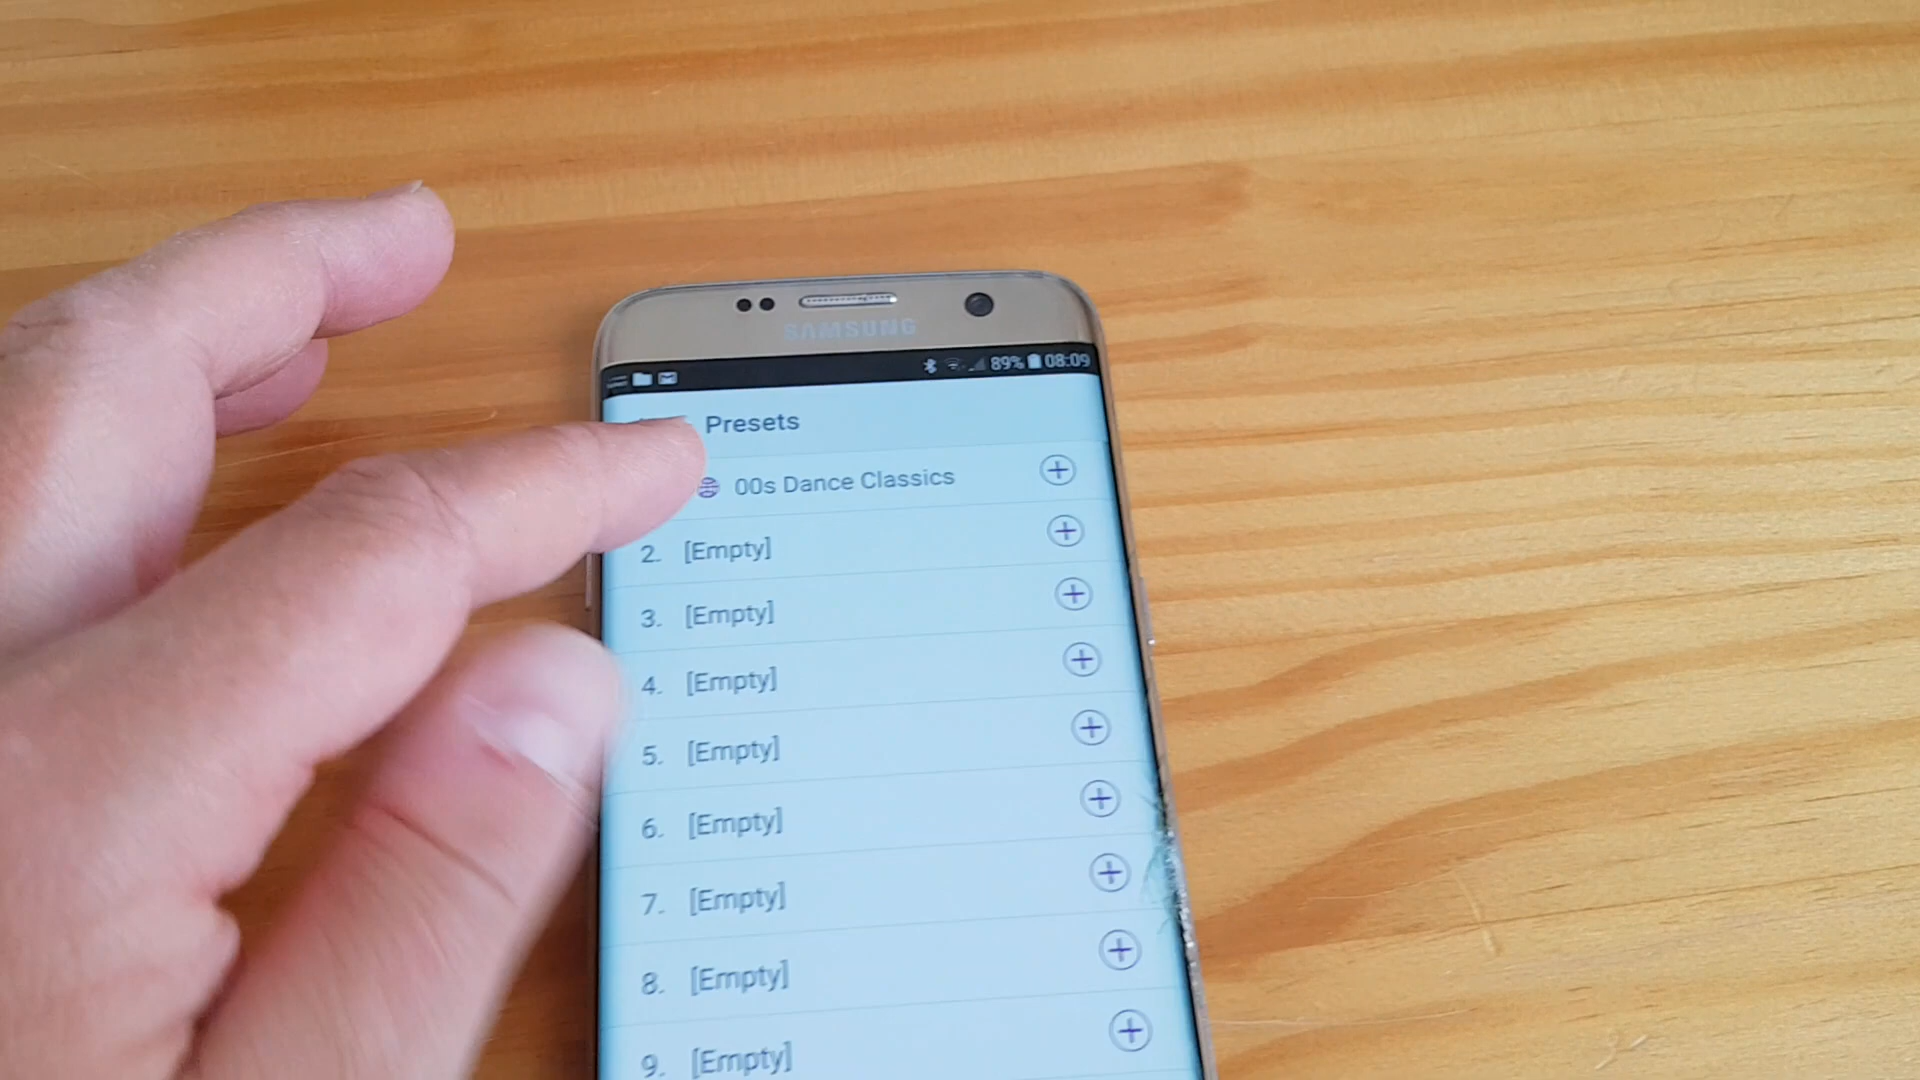 SAMSUNG
89% 08:09
Presets
00s Dance Classics
2. [Empty]
3. [Empty]
4. [Empty]
5. [Empty]
6. [Empty]
7. [Empty]
8. [Empty]
9. [Empty]